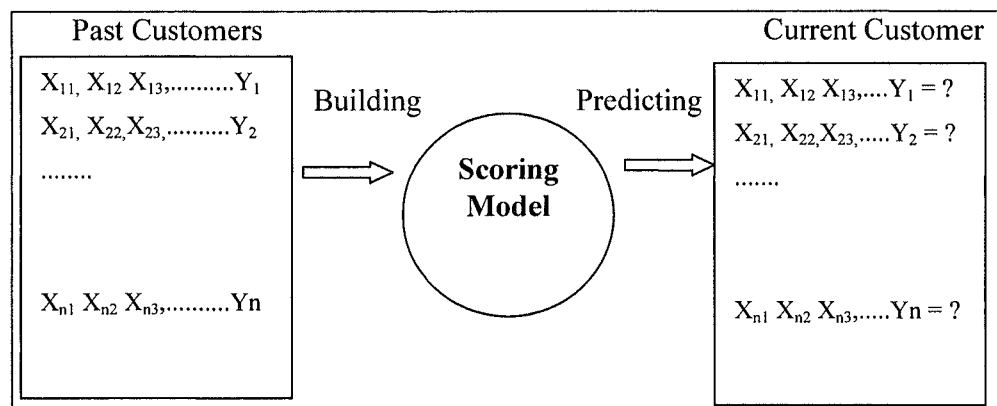 Past Customers
X11, X12 X13,..........Y1
X21, X22,X23,..........Y2
........
Xn1 Xn2 Xn3,..........Yn
Building
Scoring
Model
Predicting
Current Customer
X11, X12 X13,....Y1 = ?
X21, X22,X23,.....Y2 = ?
.......
Xn1 Xn2 Xn3,.....Yn = ?